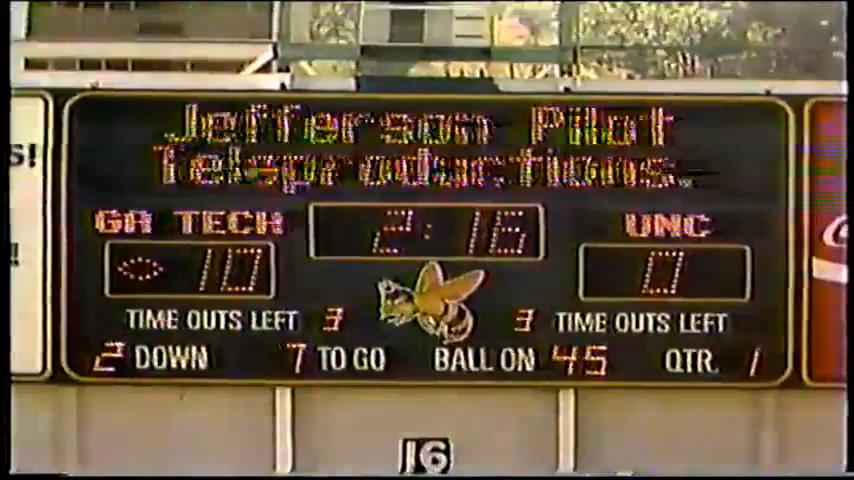 Jefferson Pilot
Teleproductions
S!
GA TECH 2:16 UNC
10 0
TIME OUTS LEFT 3 3 TIME OUTS LEFT
2 DOWN 7 TO GO BALL ON 45 QTR. 1
16